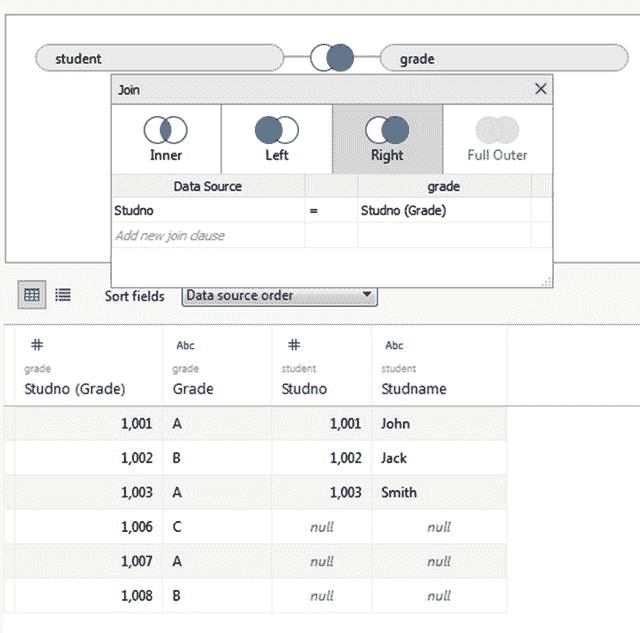 student grade
Join
Inner Left Right Full Outer
Data Source grade
Studno = Studno (Grade)
Add new join clause
Sort fields Data source order
# Abc # Abc
grade grade student student
Studno (Grade) Grade Studno Studname
1,001 A 1,001 John
1,002 B 1,002 Jack
1,003 A 1,003 Smith
1,006 C null null
1,007 A null null
1,008 B null null